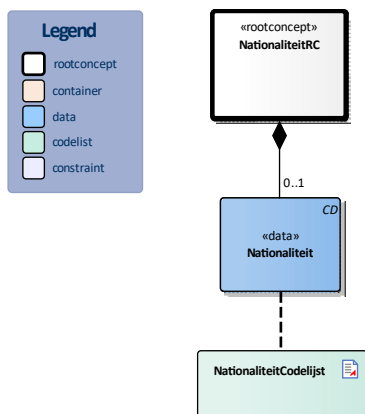 Legend
rootconcept
container
data
codelist
constraint
«rootconcept»
NationaliteitRC
0..1
CD
«data»
Nationaliteit
NationaliteitCodelijst